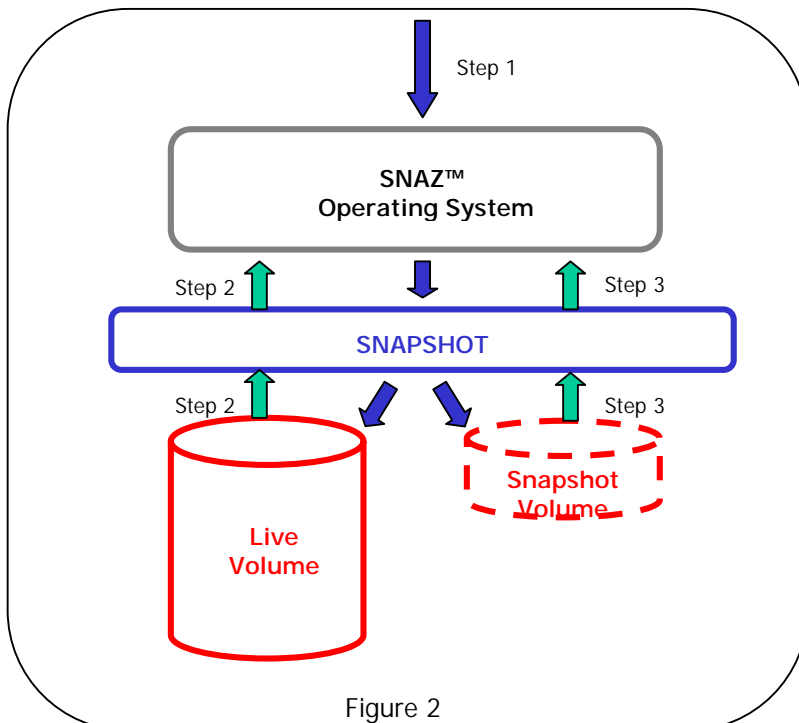 Step 1
SNAZ™
Operating System
Step 2
Step 3
SNAPSHOT
Step 2
Step 3
Snapshot
Volume
Live
Volume
Figure 2